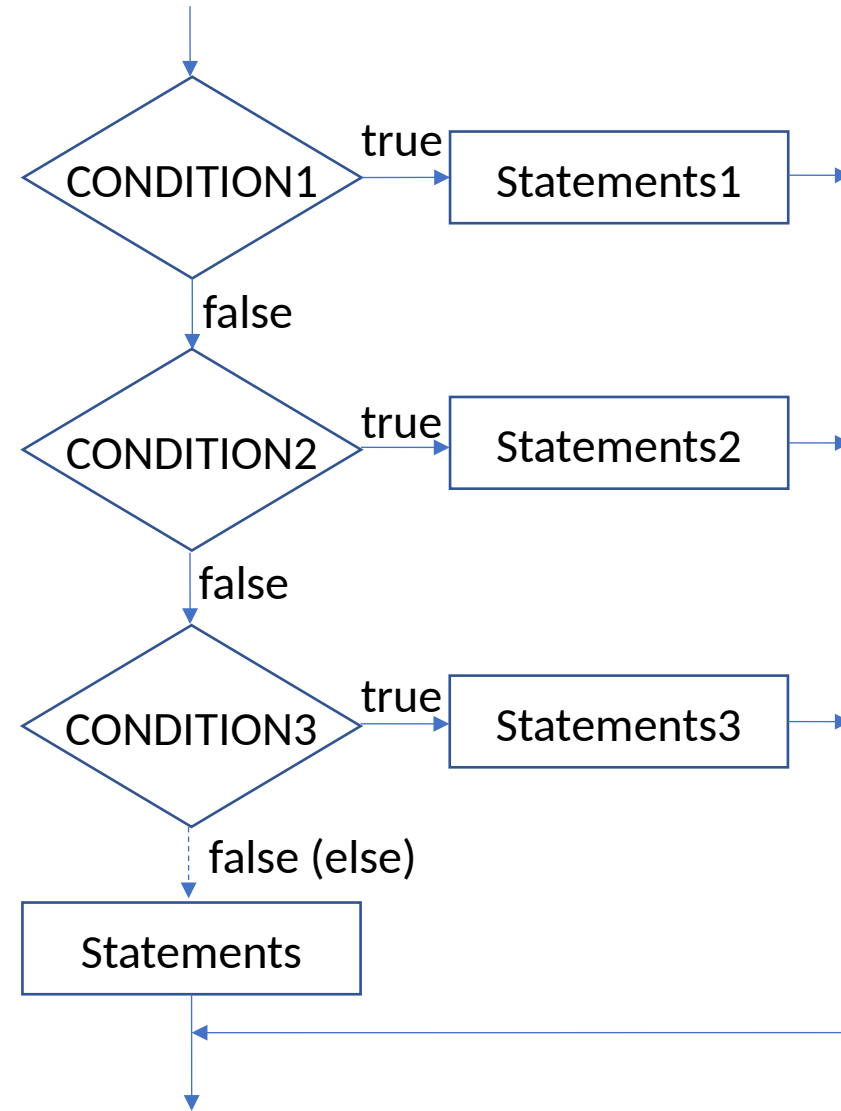 true
CONDITION1
Statements1
false
true
CONDITION2
Statements2
false
true
CONDITION3
Statements3
false (else)
Statements